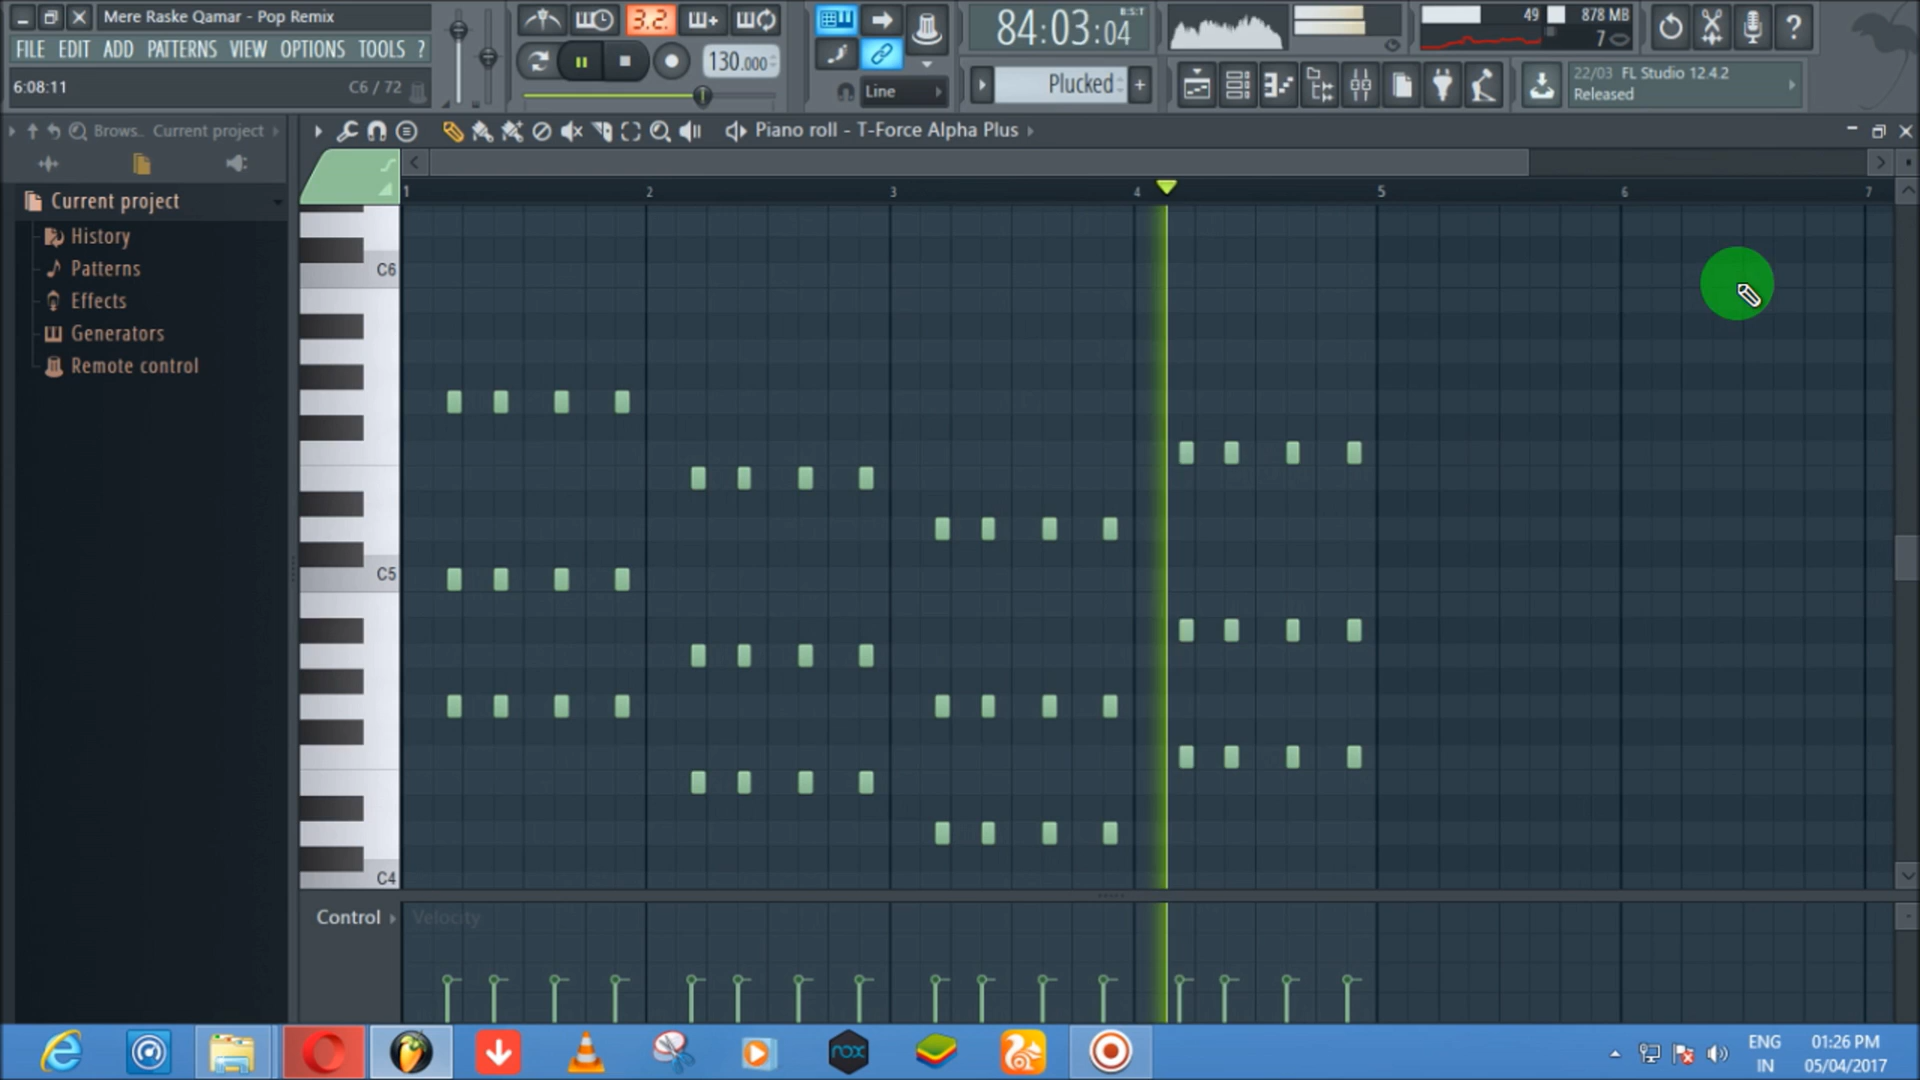 Mere Raske Qamar - Pop Remix
FILE EDIT ADD PATTERNS VIEW OPTIONS TOOLS ?
6:08:11 C6 / 72
3.2.
130.000
Line
84:03:04 B:S:T
Plucked
49 878 MB
7
22/03 FL Studio 12.4.2
Released
Brows.. Current project
Piano roll - T-Force Alpha Plus
Current project
History
Patterns
Effects
Generators
Remote control
1 2 3 4 5 6 7
C6
C5
C4
Control Velocity
nox
ENG
IN
01:26 PM
05/04/2017